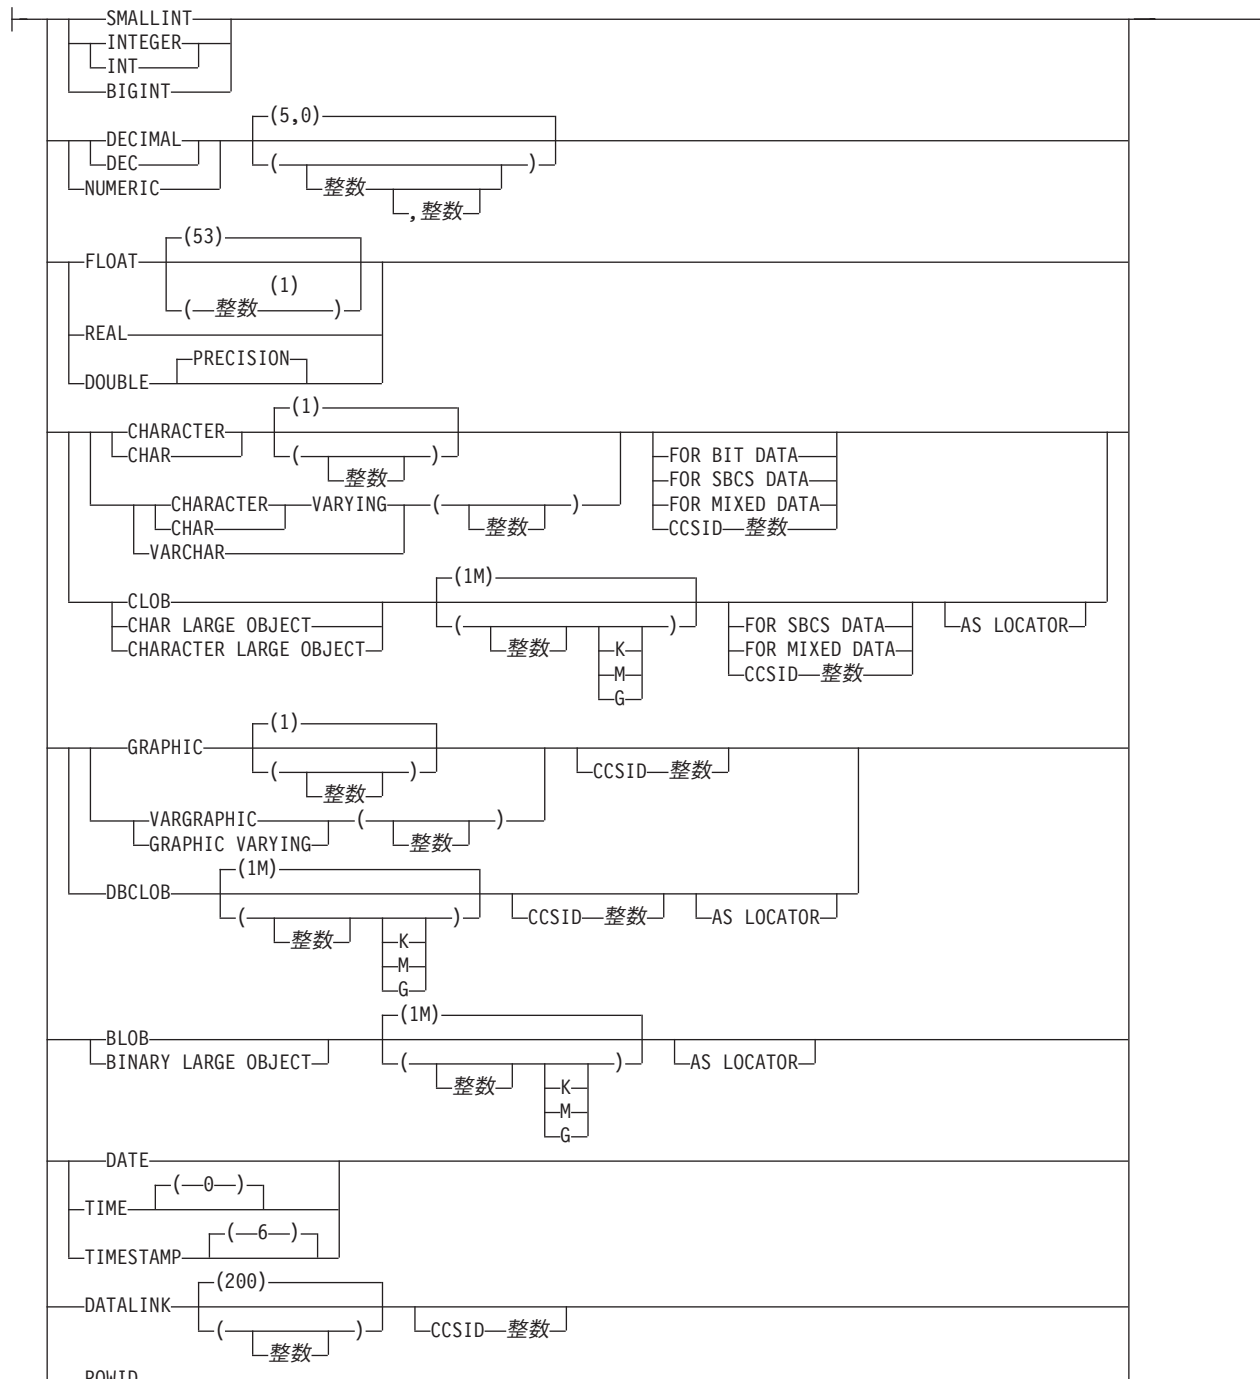 SMALLINT
INTEGER
INT
BIGINT
(5,0)
DECIMAL
DEC ( )
NUMERIC 整数
,整数
(53)
FLOAT
(1)
( 整数 )
REAL
PRECISION
DOUBLE
(1)
CHARACTER
CHAR ( ) FOR BIT DATA
整数 FOR SBCS DATA
CHARACTER VARYING ( ) FOR MIXED DATA
CHAR 整数 CCSID 整数
VARCHAR
(1M)
CLOB
CHAR LARGE OBJECT ( ) FOR SBCS DATA AS LOCATOR
CHARACTER LARGE OBJECT 整数 K FOR MIXED DATA
M CCSID 整数
G
(1)
GRAPHIC
( ) CCSID 整数
整数
VARGRAPHIC ( )
GRAPHIC VARYING 整数
(1M)
DBCLOB
( ) CCSID 整数 AS LOCATOR
整数 K
M
G
(1M)
BLOB
BINARY LARGE OBJECT ( ) AS LOCATOR
整数 K
M
G
DATE
( 0 )
TIME
( 6 )
TIMESTAMP
(200)
DATALINK
( ) CCSID 整数
整数
ROWID